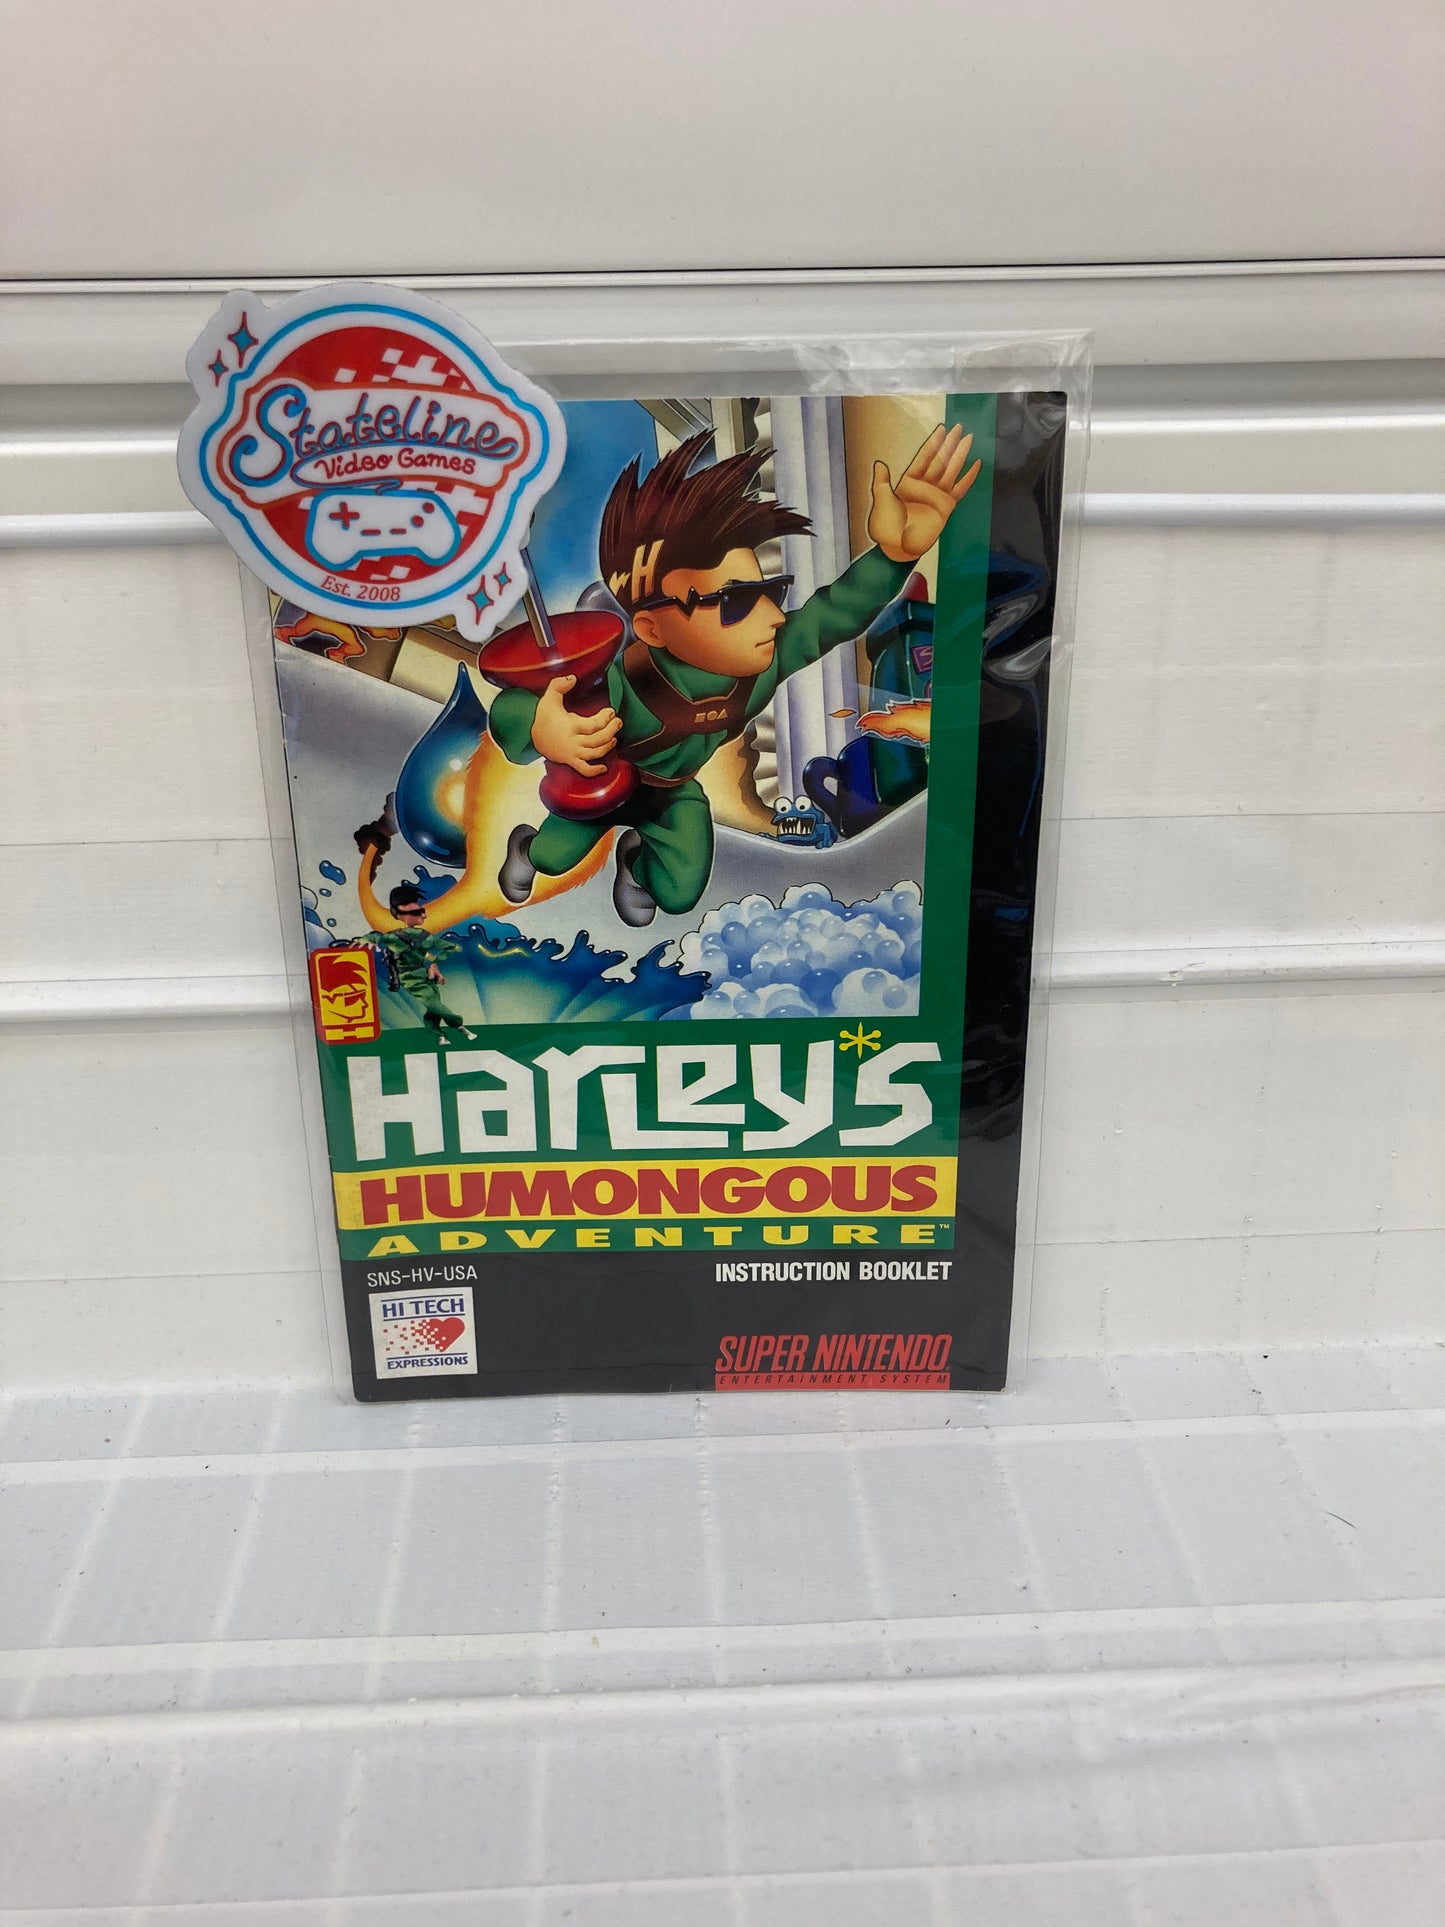 Stateline
Video Games
Est. 2008
H
H
Harley's
HUMONGOUS
ADVENTURE™
SNS-HV-USA
INSTRUCTION BOOKLET
HI TECH
EXPRESSIONS
SUPER NINTENDO
ENTERTAINMENT SYSTEM